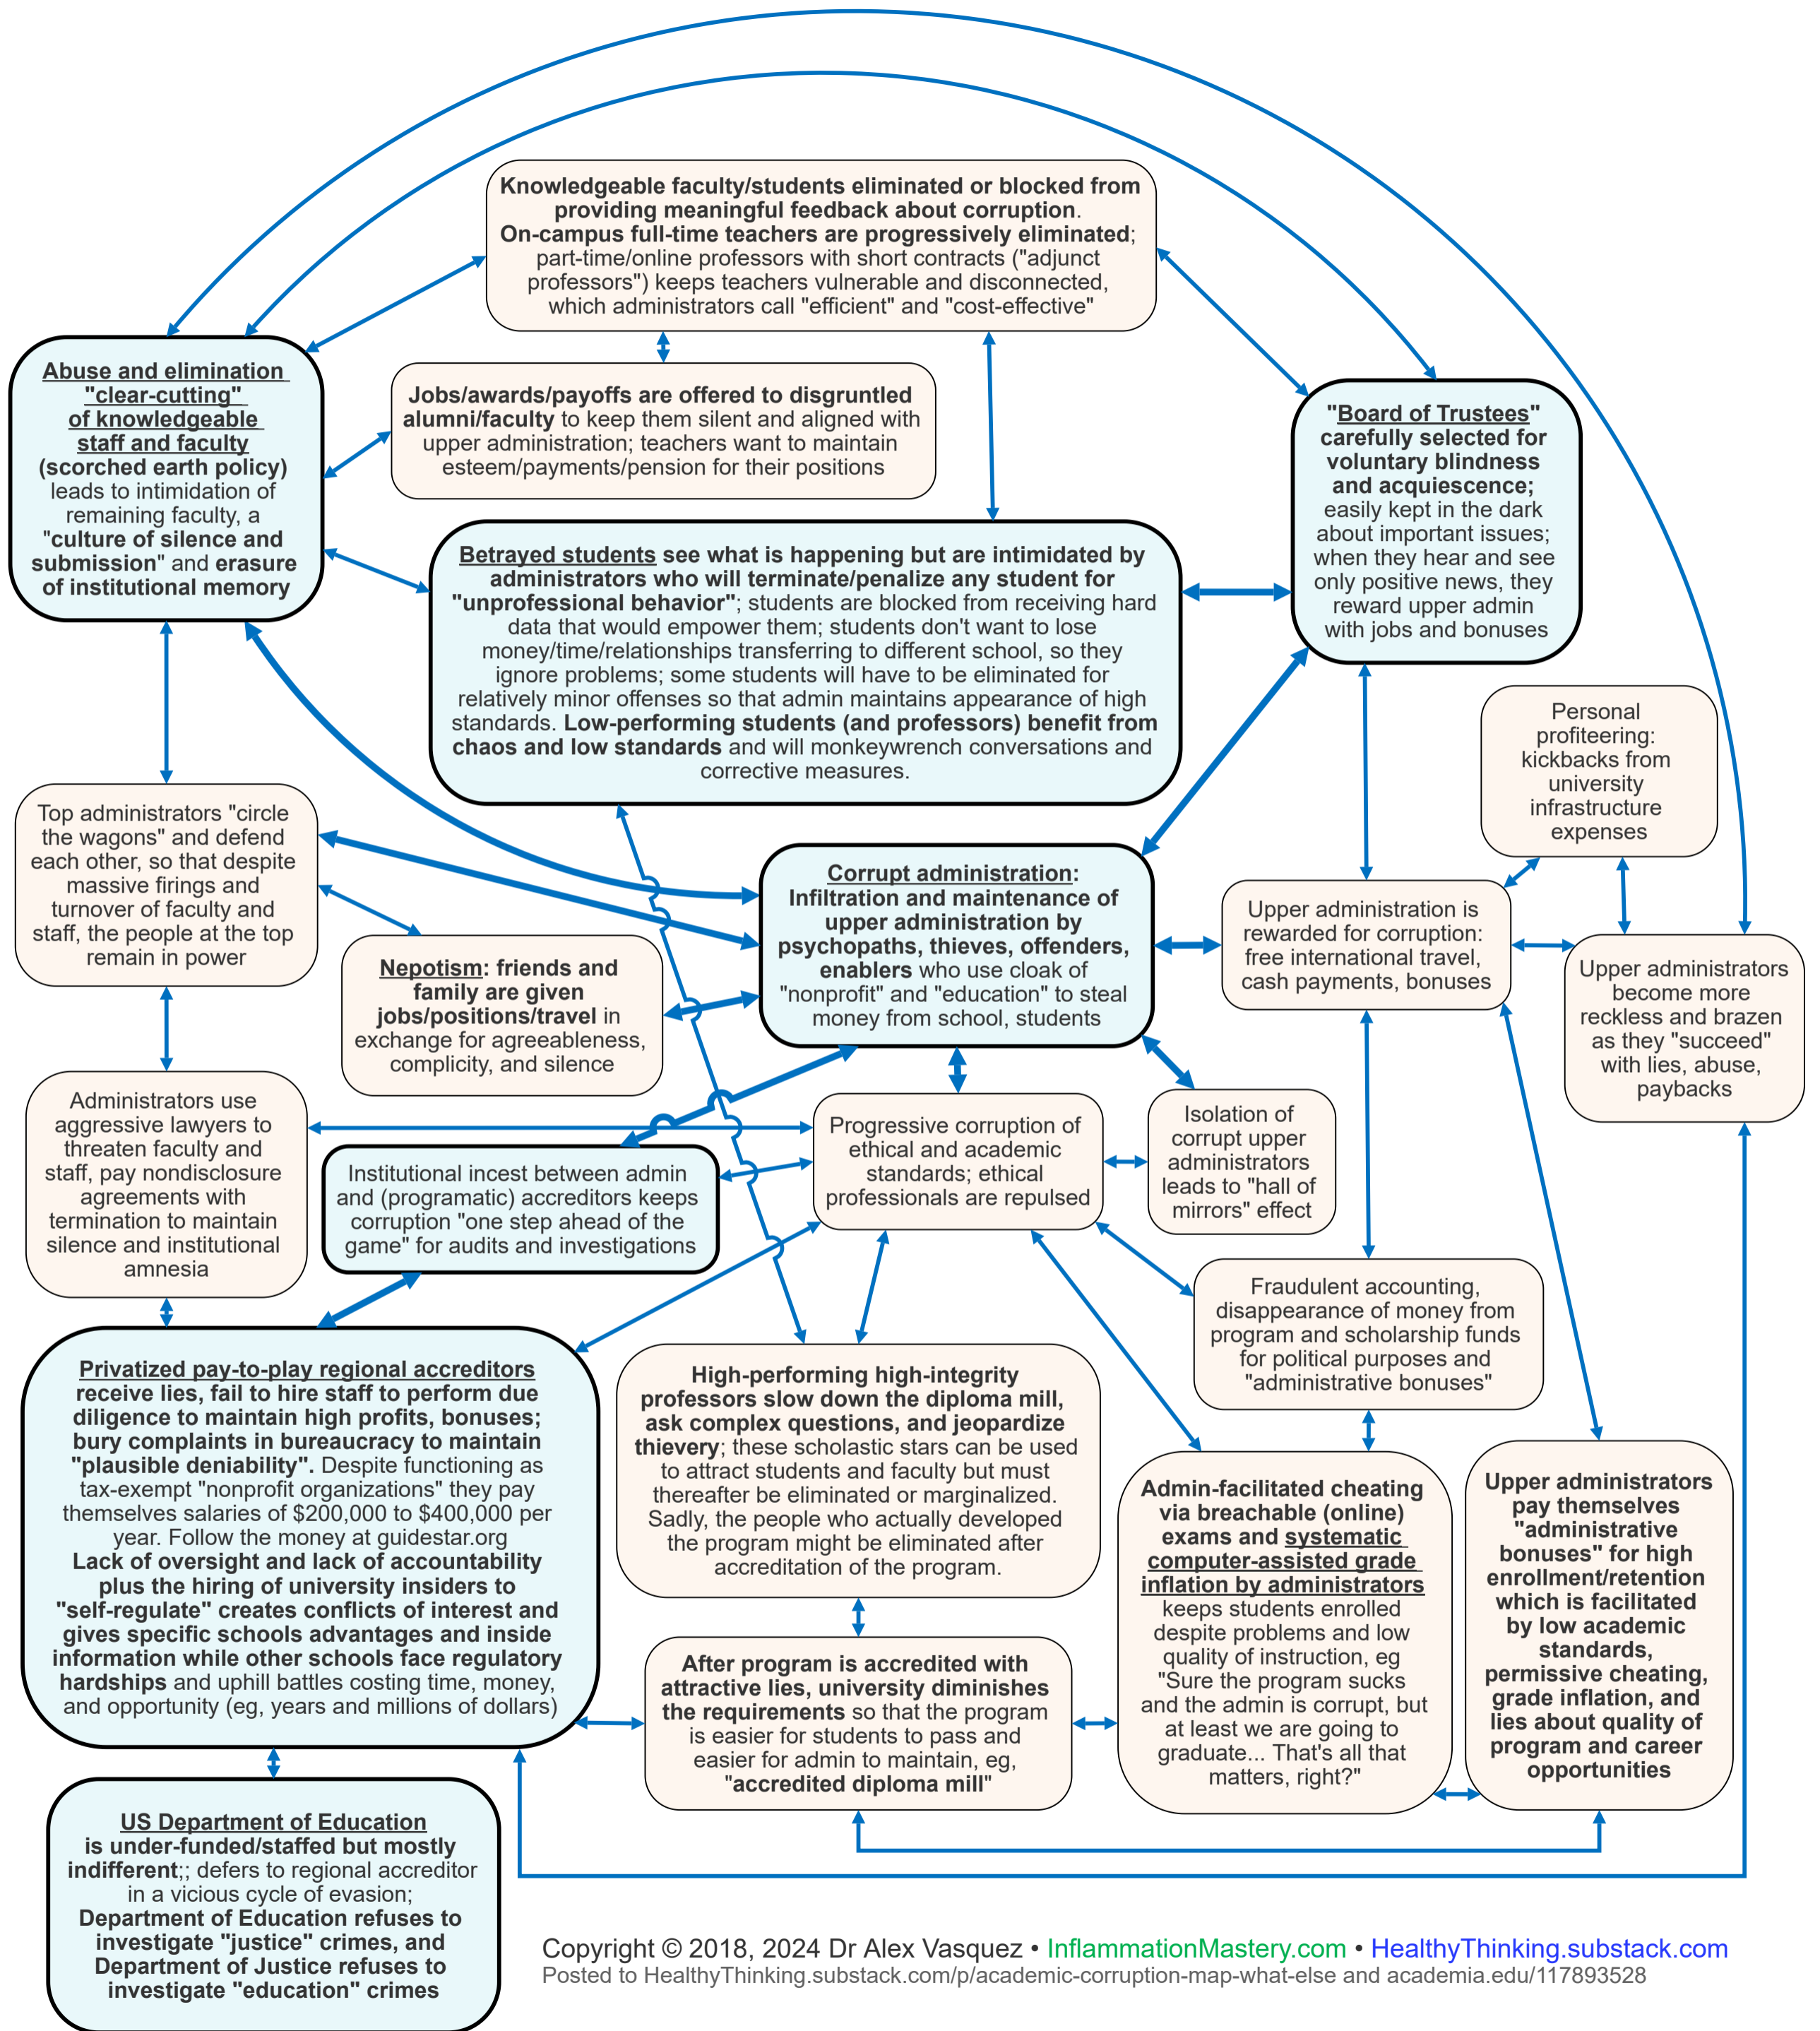 Knowledgeable faculty/students eliminated or blocked from
providing meaningful feedback about corruption.
On-campus full-time teachers are progressively eliminated;
part-time/online professors with short contracts ("adjunct
professors") keeps teachers vulnerable and disconnected,
which administrators call "efficient" and "cost-effective"
Abuse and elimination
"clear-cutting"
of knowledgeable
staff and faculty
(scorched earth policy)
leads to intimidation of
remaining faculty, a
"culture of silence and
submission" and erasure
of institutional memory
Jobs/awards/payoffs are offered to disgruntled
alumni/faculty to keep them silent and aligned with
upper administration; teachers want to maintain
esteem/payments/pension for their positions
"Board of Trustees"
carefully selected for
voluntary blindness
and acquiescence;
easily kept in the dark
about important issues;
when they hear and see
only positive news, they
reward upper admin
with jobs and bonuses
Betrayed students see what is happening but are intimidated by
administrators who will terminate/penalize any student for
"unprofessional behavior"; students are blocked from receiving hard
data that would empower them; students don't want to lose
money/time/relationships transferring to different school, so they
ignore problems; some students will have to be eliminated for
relatively minor offenses so that admin maintains appearance of high
standards. Low-performing students (and professors) benefit from
chaos and low standards and will monkeywrench conversations and
corrective measures.
Personal
profiteering:
kickbacks from
university
infrastructure
expenses
Top administrators "circle
the wagons" and defend
each other, so that despite
massive firings and
turnover of faculty and
staff, the people at the top
remain in power
Corrupt administration:
Infiltration and maintenance of
upper administration by
psychopaths, thieves, offenders,
enablers who use cloak of
"nonprofit" and "education" to steal
money from school, students
Upper administration is
rewarded for corruption:
free international travel,
cash payments, bonuses
Nepotism: friends and
family are given
jobs/positions/travel in
exchange for agreeableness,
complicity, and silence
Upper administrators
become more
reckless and brazen
as they "succeed"
with lies, abuse,
paybacks
Administrators use
aggressive lawyers to
threaten faculty and
staff, pay nondisclosure
agreements with
termination to maintain
silence and institutional
amnesia
Institutional incest between admin
and (programatic) accreditors keeps
corruption "one step ahead of the
game" for audits and investigations
Progressive corruption of
ethical and academic
standards; ethical
professionals are repulsed
Isolation of
corrupt upper
administrators
leads to "hall of
mirrors" effect
Fraudulent accounting,
disappearance of money from
program and scholarship funds
for political purposes and
"administrative bonuses"
Privatized pay-to-play regional accreditors
receive lies, fail to hire staff to perform due
diligence to maintain high profits, bonuses;
bury complaints in bureaucracy to maintain
"plausible deniability". Despite functioning as
tax-exempt "nonprofit organizations" they pay
themselves salaries of $200,000 to $400,000 per
year. Follow the money at guidestar.org
Lack of oversight and lack of accountability
plus the hiring of university insiders to
"self-regulate" creates conflicts of interest and
gives specific schools advantages and inside
information while other schools face regulatory
hardships and uphill battles costing time, money,
and opportunity (eg, years and millions of dollars)
High-performing high-integrity
professors slow down the diploma mill,
ask complex questions, and jeopardize
thievery; these scholastic stars can be used
to attract students and faculty but must
thereafter be eliminated or marginalized.
Sadly, the people who actually developed
the program might be eliminated after
accreditation of the program.
Admin-facilitated cheating
via breachable (online)
exams and systematic
computer-assisted grade
inflation by administrators
keeps students enrolled
despite problems and low
quality of instruction, eg
"Sure the program sucks
and the admin is corrupt, but
at least we are going to
graduate... That's all that
matters, right?"
Upper administrators
pay themselves
"administrative
bonuses" for high
enrollment/retention
which is facilitated
by low academic
standards,
permissive cheating,
grade inflation, and
lies about quality of
program and career
opportunities
After program is accredited with
attractive lies, university diminishes
the requirements so that the program
is easier for students to pass and
easier for admin to maintain, eg,
"accredited diploma mill"
US Department of Education
is under-funded/staffed but mostly
indifferent;; defers to regional accreditor
in a vicious cycle of evasion;
Department of Education refuses to
investigate "justice" crimes, and
Department of Justice refuses to
investigate "education" crimes
Copyright © 2018, 2024 Dr Alex Vasquez • InflammationMastery.com • HealthyThinking.substack.com
Posted to HealthyThinking.substack.com/p/academic-corruption-map-what-else and academia.edu/117893528